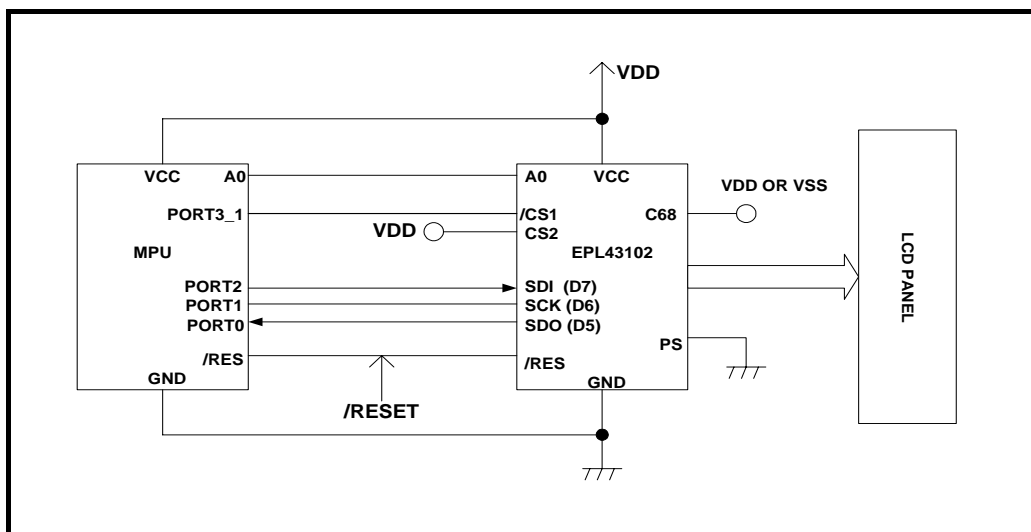 VDD
VCC
A0
A0
VCC
VDD OR VSS
PORT3_1
/CS1
C68
VDD
CS2
MPU
EPL43102
PORT2
SDI (D7)
PORT1
SCK (D6)
PORT0
SDO (D5)
/RES
/RES
PS
GND
GND
/RESET
LCD PANEL